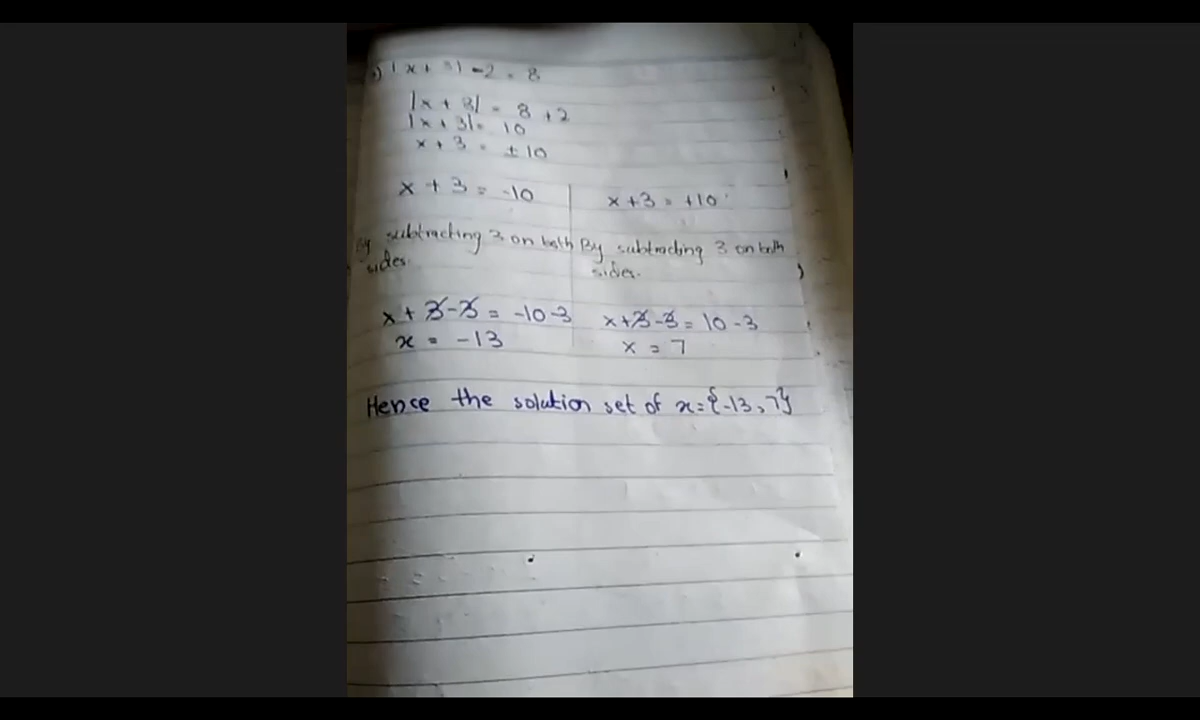 |x + 3| - 2 = 8
|x + 3| = 8 + 2
|x + 3| = 10
x + 3 = ± 10
x + 3 = -10
x + 3 = +10
By subtracting 3 on both
sides.
By subtracting 3 on both
sides.
x + 3 - 3 = -10 - 3
x + 3 - 3 = 10 - 3
x = -13
x = 7
Hence the solution set of x = {-13, 7}